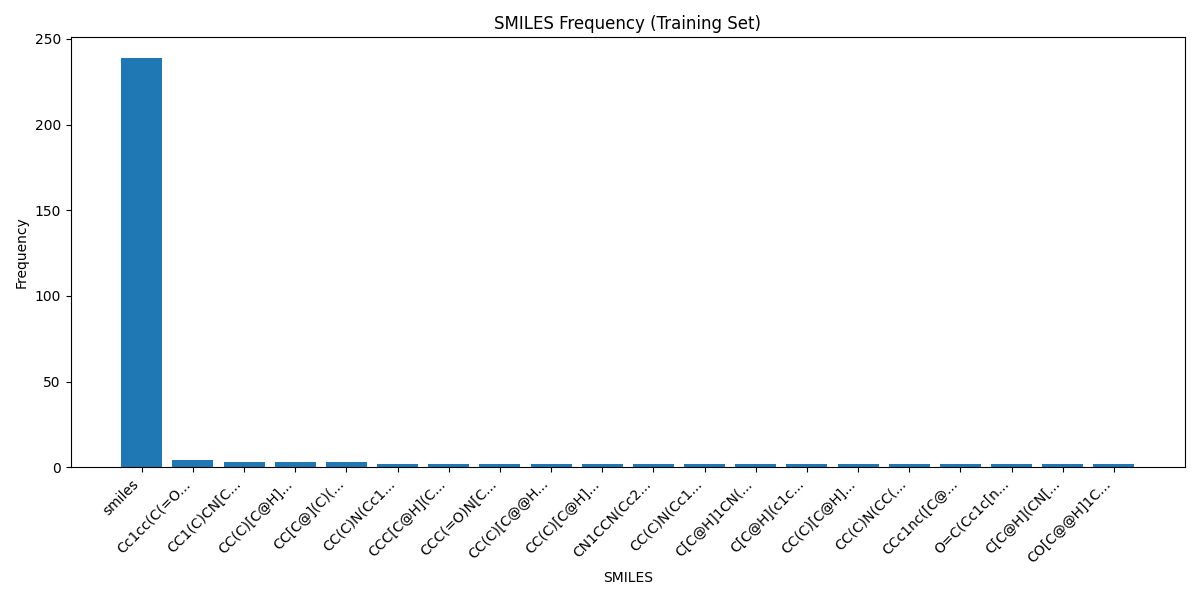 SMILES Frequency (Training Set)
250
200
150
100
50
0
Frequency
smiles
Cc1cc(C(=O...
CC1(C)CN[C...
CC(C)[C@H]...
CC[C@](C)(...
CC(C)N(Cc1...
CCC[C@H](C...
CCC(=O)N[C...
CC(C)[C@@H...
CC(C)[C@H]...
CN1CCN(Cc2...
CC(C)N(Cc1...
C[C@H]1CN(...
C[C@H](c1c...
CC(C)[C@H]...
CC(C)N(CC(...
CCc1nc([C@...
O=C(Cc1c[n...
C[C@H](CN[...
CO[C@@H]1C...
SMILES